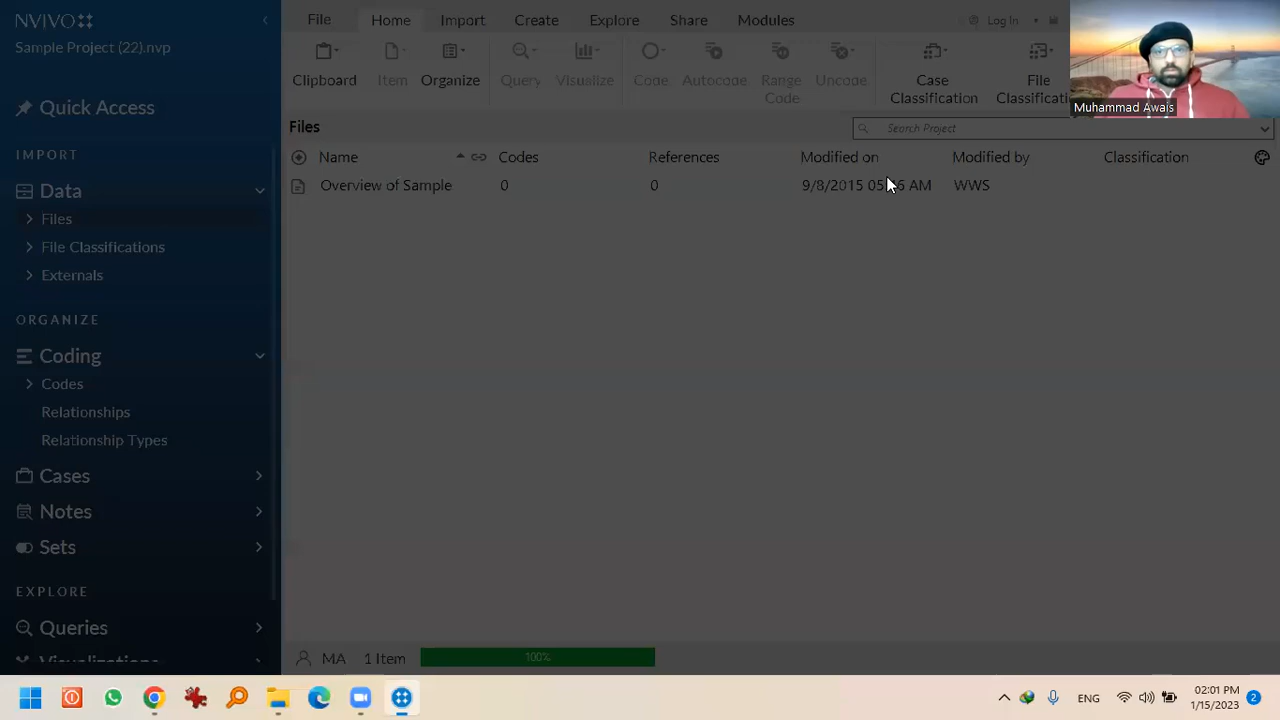 NVIVO
Sample Project (22).nvp
Quick Access
IMPORT
Data
Files
File Classifications
Externals
ORGANIZE
Coding
Codes
Relationships
Relationship Types
Cases
Notes
Sets
EXPLORE
Queries
Visualizations
File Home Import Create Explore Share Modules Log In
Clipboard Item Organize Query Visualize Code Autocode Range Code Uncode Case Classification File
Muhammad Awais
Files Search Project
Name Codes References Modified on Modified by Classification
Overview of Sample 0 0 9/8/2015 AM WWS
MA 1 Item 100%
ENG 02:01 PM 2
1/15/2023